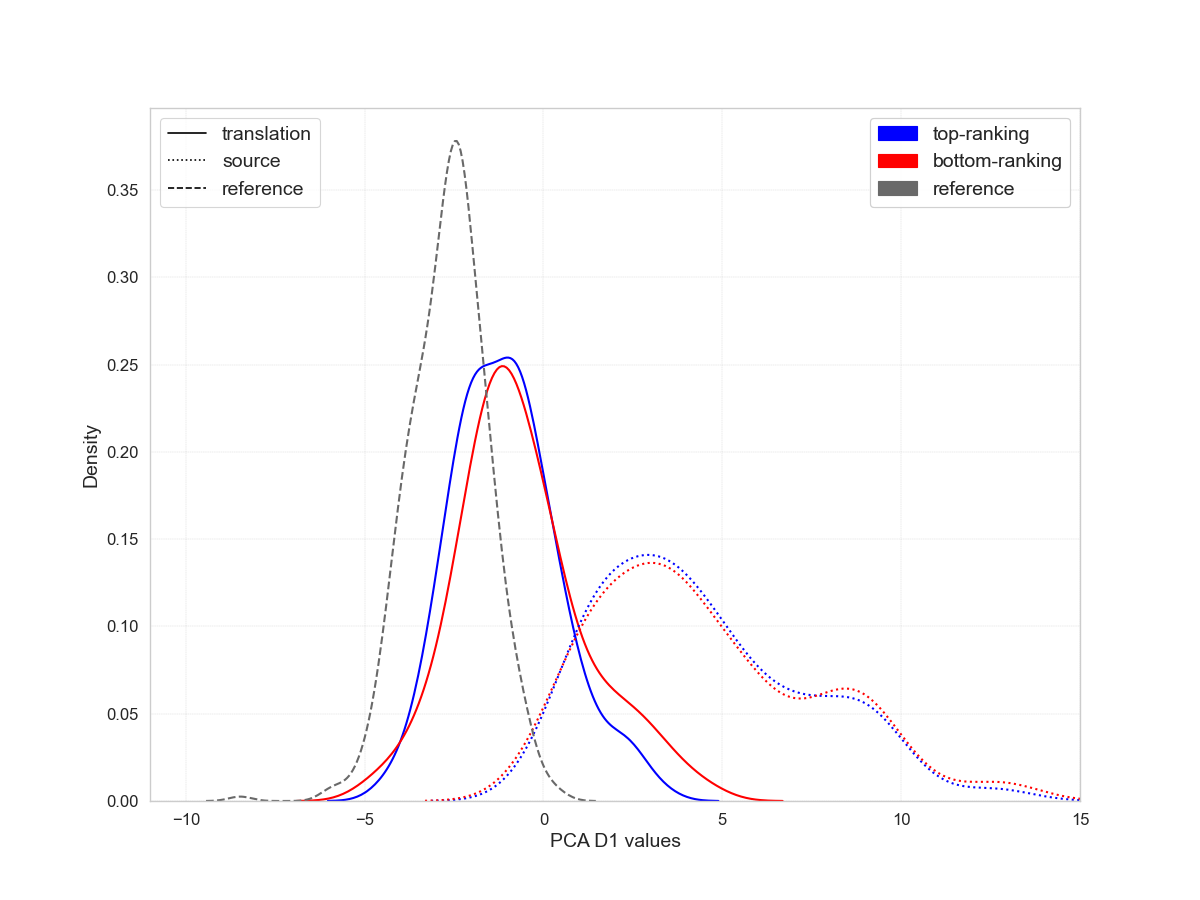 translation
source
reference
top-ranking
bottom-ranking
reference
Density
0.35
0.30
0.25
0.20
0.15
0.10
0.05
0.00
−10
−5
0
5
10
15
PCA D1 values